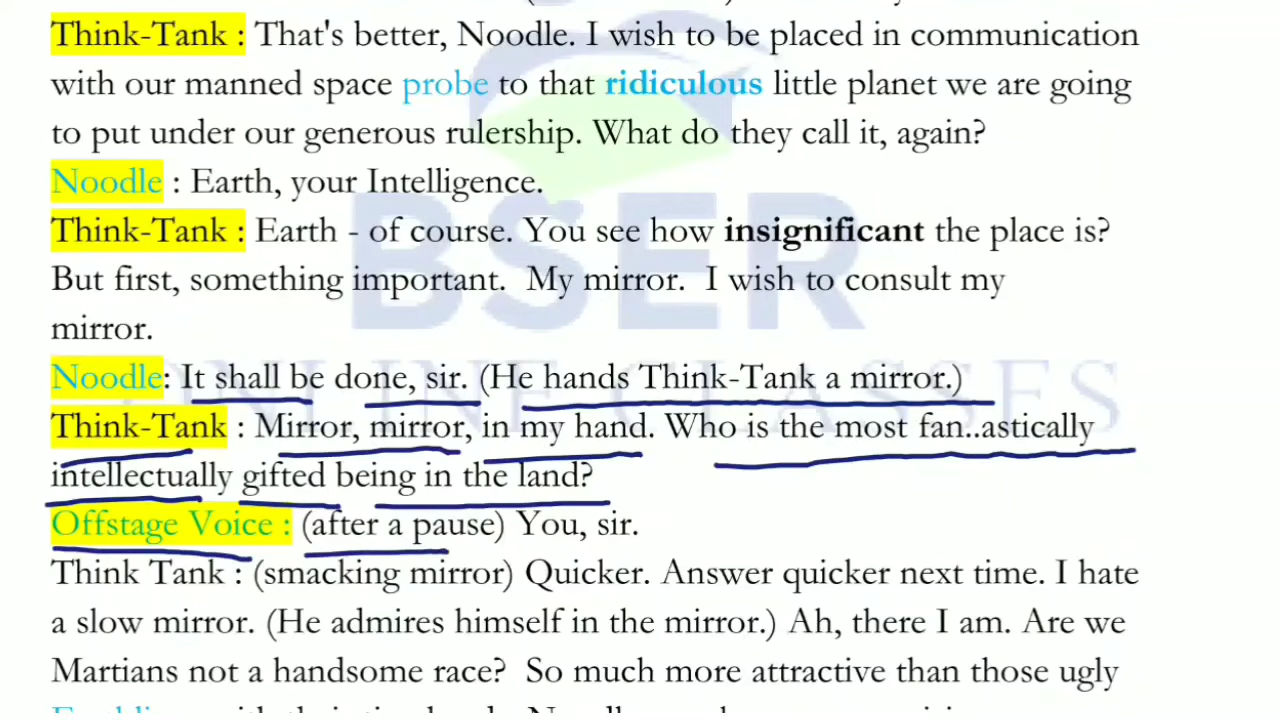 Think-Tank : That's better, Noodle. I wish to be placed in communication
with our manned space probe to that ridiculous little planet we are going
to put under our generous rulership. What do they call it, again?
Noodle : Earth, your Intelligence.
Think-Tank : Earth - of course. You see how insignificant the place is?
But first, something important. My mirror. I wish to consult my
mirror.
Noodle: It shall be done, sir. (He hands Think-Tank a mirror.)
Think-Tank : Mirror, mirror, in my hand. Who is the most fan..astically
intellectually gifted being in the land?
Offstage Voice : (after a pause) You, sir.
Think Tank : (smacking mirror) Quicker. Answer quicker next time. I hate
a slow mirror. (He admires himself in the mirror.) Ah, there I am. Are we
Martians not a handsome race? So much more attractive than those ugly
BSER
ONLINE CLASSES